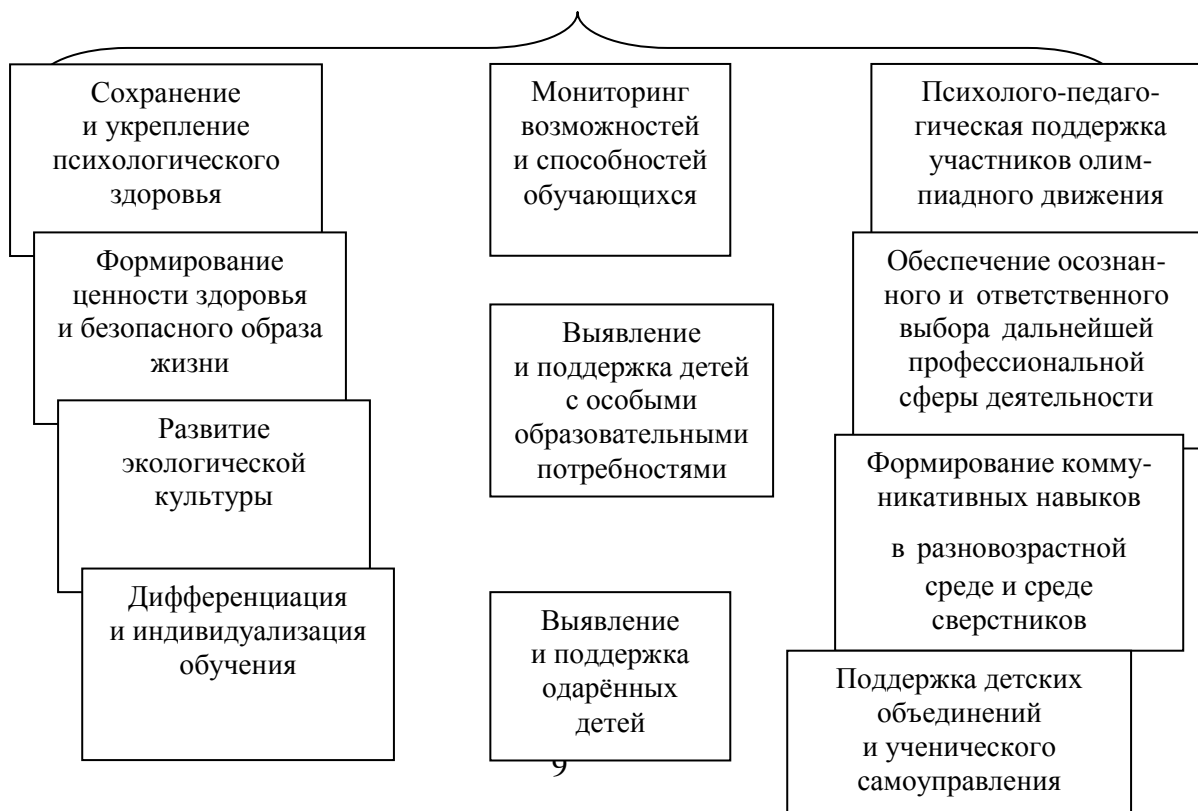 Сохранение
и укрепление
психологического
здоровья
Формирование
ценности здоровья
и безопасного образа
жизни
Развитие
экологической
культуры
Дифференциация
и индивидуализация
обучения
Мониторинг
возможностей
и способностей
обучающихся
Выявление
и поддержка детей
с особыми
образовательными
потребностями
Выявление
и поддержка
одарённых
детей
Психолого-педаго-
гическая поддержка
участников олим-
пиадного движения
Обеспечение осознан-
ного и ответственного
выбора дальнейшей
профессиональной
сферы деятельности
Формирование комму-
никативных навыков
в разновозрастной
среде и среде
сверстников
Поддержка детских
объединений
и ученического
самоуправления
9